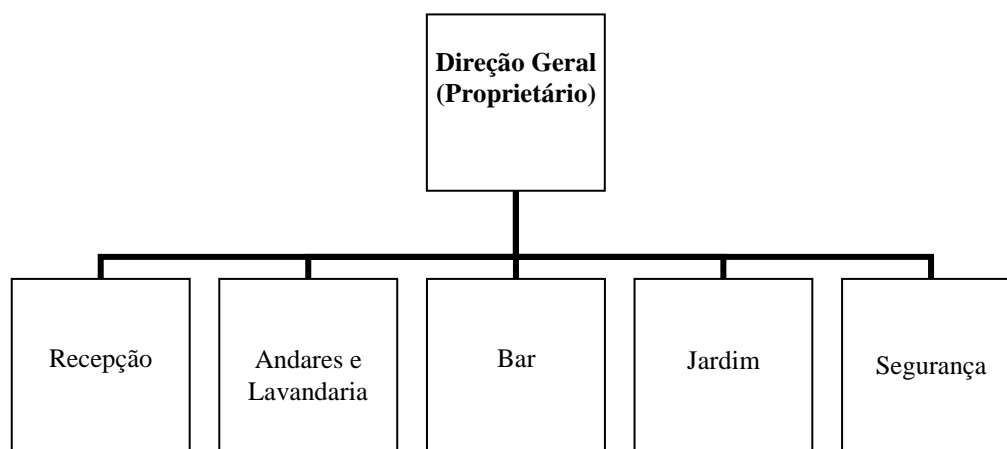 Direção Geral
(Proprietário)
Recepção
Andares e
Lavandaria
Bar
Jardim
Segurança